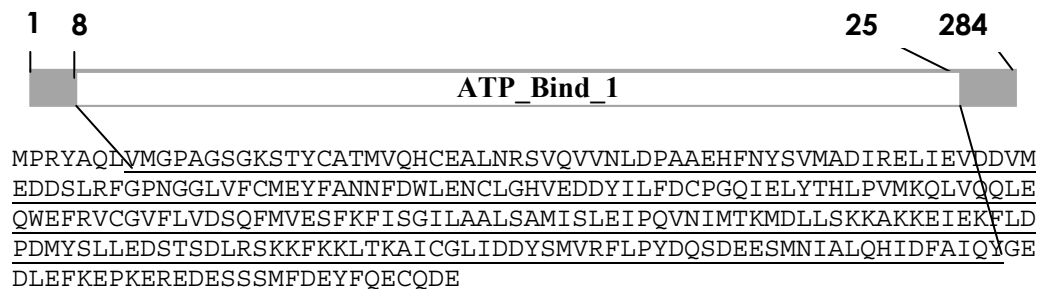 1 8 25 284
ATP_Bind_1
MPRYAQLVMGPAGSGKSTYCATMVQHCEALNRSVQVVNLDPAAEHFNYSVMADIRELIEVDDVM
EDDSLRFGPNGGLVFCMEYFANNFDWLENCLGHVEDDYILFDCPGQIELYTHLPVMKQLVQQLE
QWEFRVCGVFLVDSQFMVESFKFISGILAALSAMISLEIPQVNIMTKMDLLSKKAKKEIEKFLD
PDMYSLLEDSTSDLRSKKFKKLTKAICGLIDDYSMVRFLPYDQSDEESMNIALQHIDFAIQYGE
DLEFKEPKEREDESSSMFDEYFQECQDE